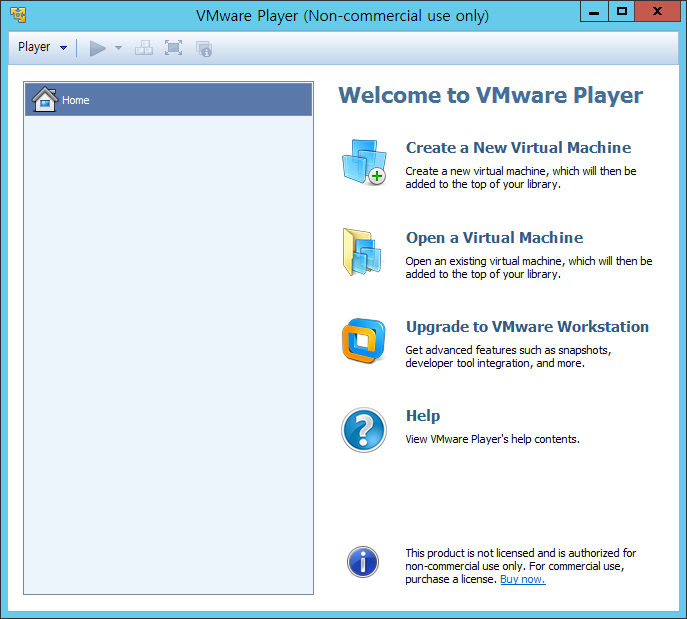 VMware Player (Non-commercial use only)
Player
Home
Welcome to VMware Player
Create a New Virtual Machine
Create a new virtual machine, which will then be
added to the top of your library.
Open a Virtual Machine
Open an existing virtual machine, which will then be
added to the top of your library.
Upgrade to VMware Workstation
Get advanced features such as snapshots,
developer tool integration, and more.
Help
View VMware Player's help contents.
This product is not licensed and is authorized for
non-commercial use only. For commercial use,
purchase a license. Buy now.